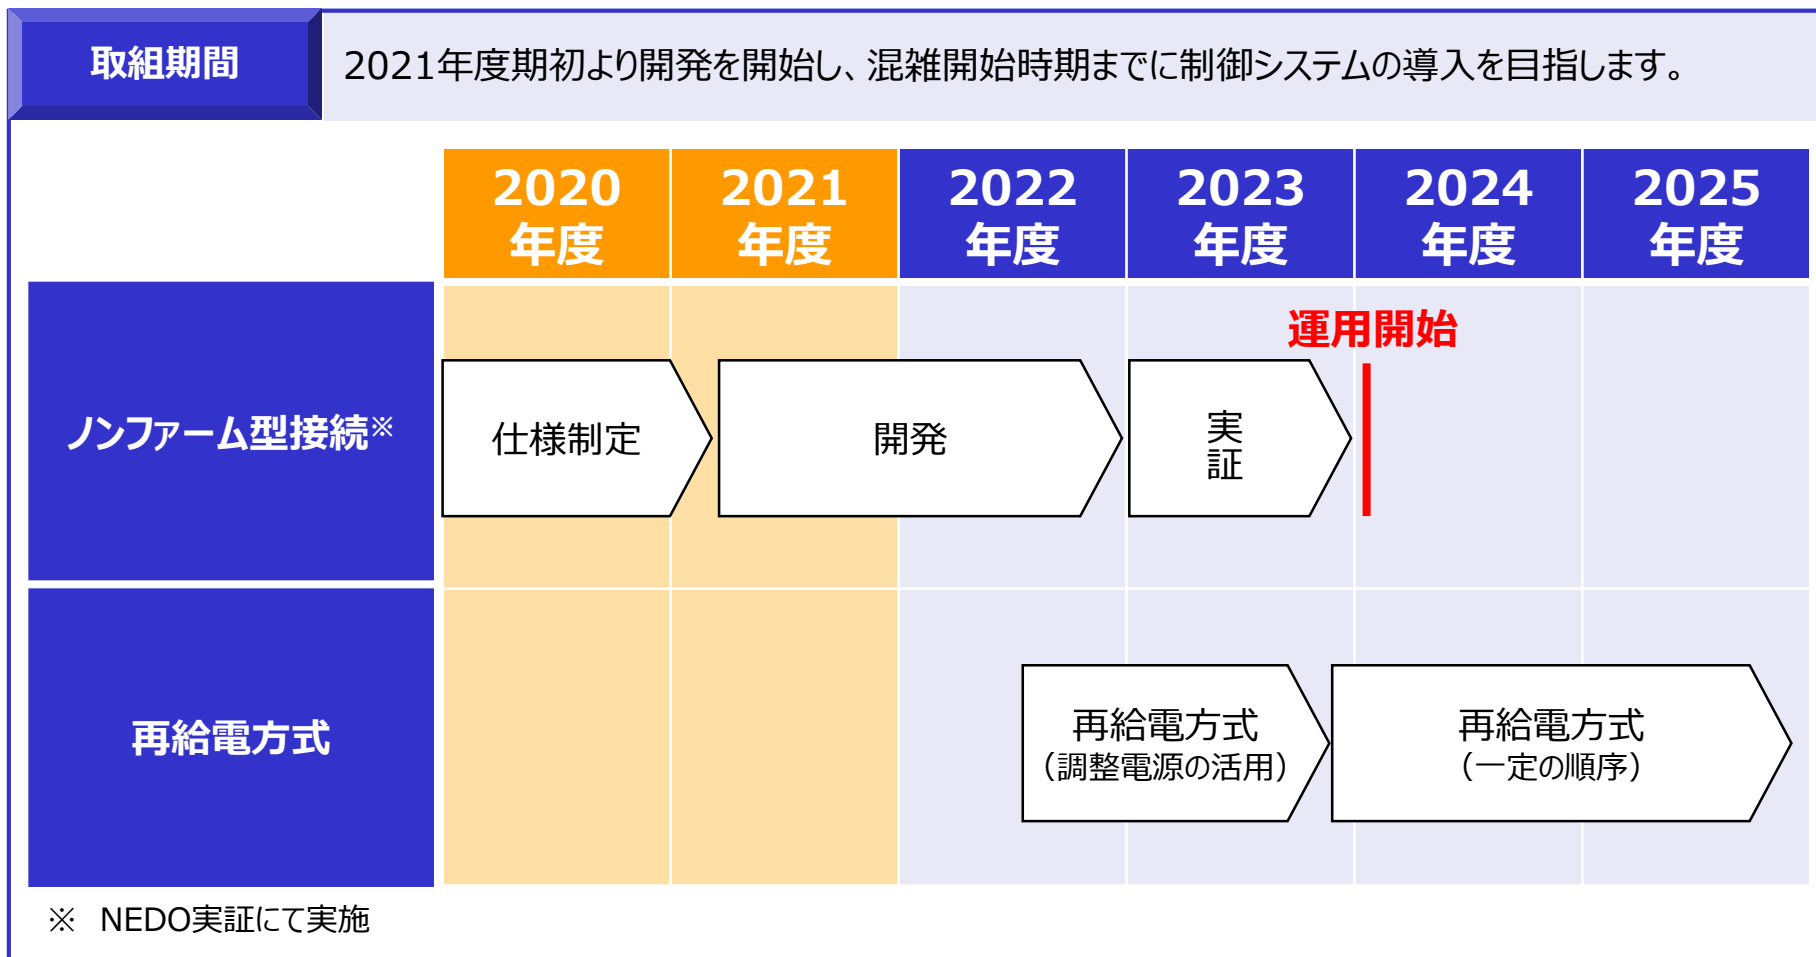 取組期間
2021年度期初より開発を開始し、混雑開始時期までに制御システムの導入を目指します。
2020
年度
2021
年度
2022
年度
2023
年度
2024
年度
2025
年度
ノンファーム型接続※
仕様制定
開発
実
証
運用開始
再給電方式
再給電方式
（調整電源の活用）
再給電方式
（一定の順序）
※　NEDO実証にて実施